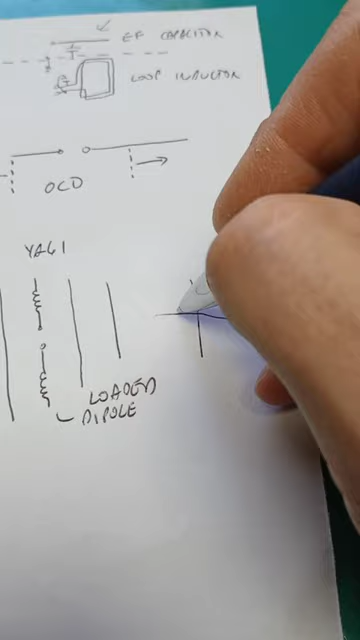 EF CAPACITOR
LOOP INDUCTOR
OCD
YAGI
LOADED
DIPOLE